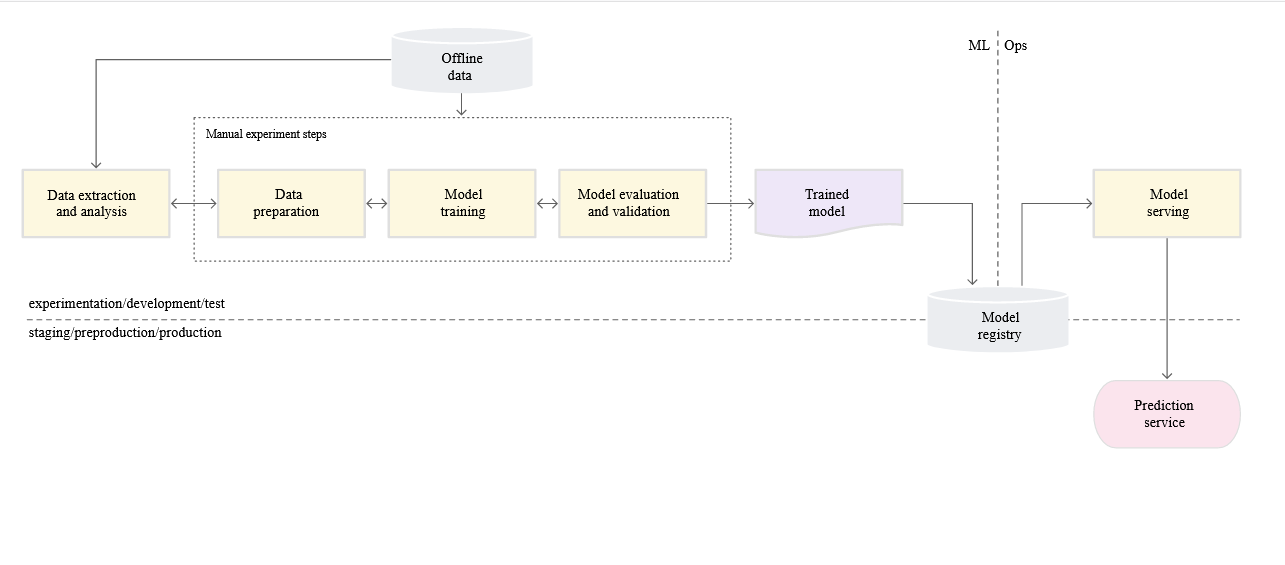 Offline
data
ML
Ops
Manual experiment steps
Data extraction
and analysis
Data
preparation
Model
training
Model evaluation
and validation
Trained
model
Model
serving
experimentation/development/test
staging/preproduction/production
Model
registry
Prediction
service